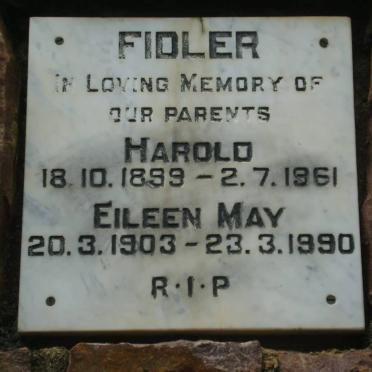 FIDLER
IN LOVING MEMORY OF
OUR PARENTS
HAROLD
18.10.1899 – 2.7.1961
EILEEN MAY
20.3.1903 – 23.3.1990
R·I·P